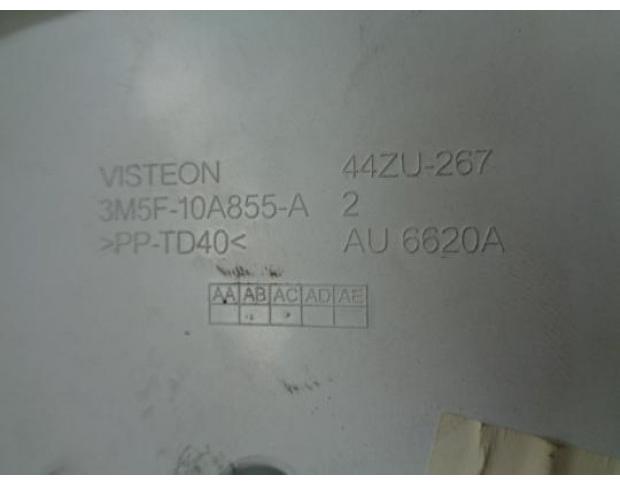 VISTEON 44ZU-267
3M5F-10A855-A 2
>PP-TD40< AU 6620A
AA AB AC AD AE